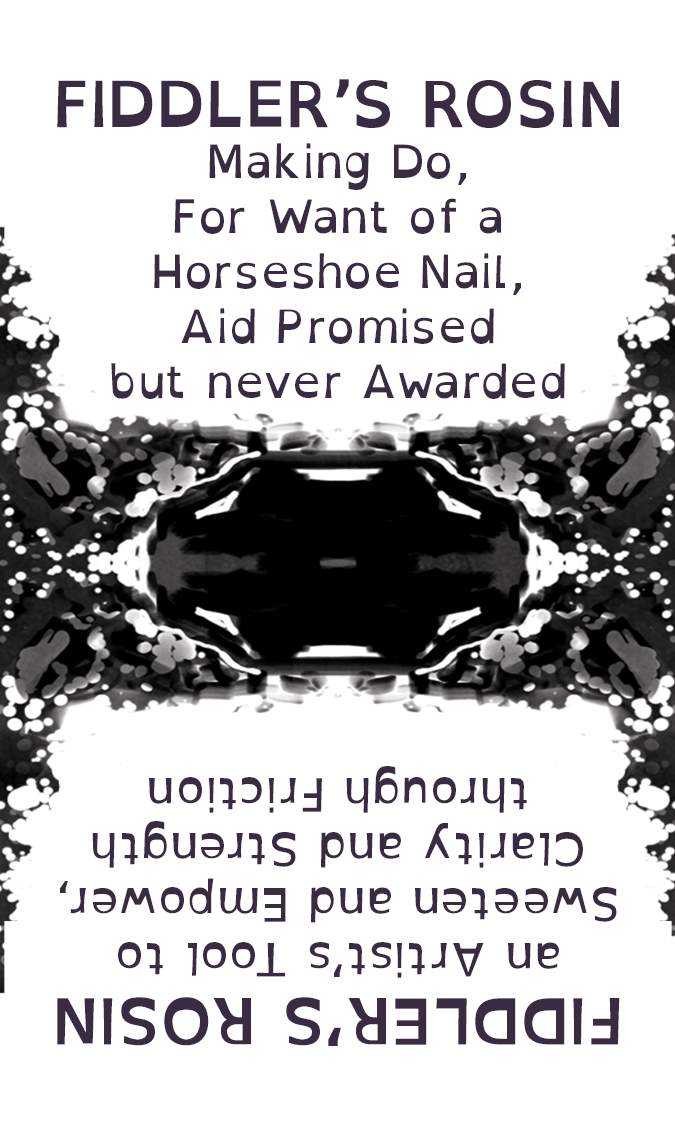 FIDDLER’S ROSIN
Making Do,
For Want of a
Horseshoe Nail,
Aid Promised
but never Awarded
FIDDLER’S ROSIN
an Artist’s Tool to
Sweeten and Empower,
Clarity and Strength
through Friction